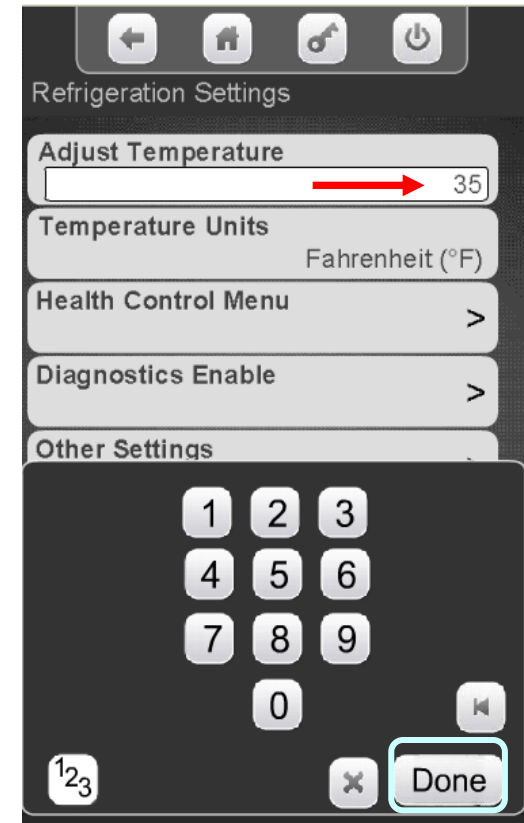 Refrigeration Settings
Adjust Temperature
35
Temperature Units
Fahrenheit (°F)
Health Control Menu
>
Diagnostics Enable
>
Other Settings
1 2 3
4 5 6
7 8 9
0
123
Done